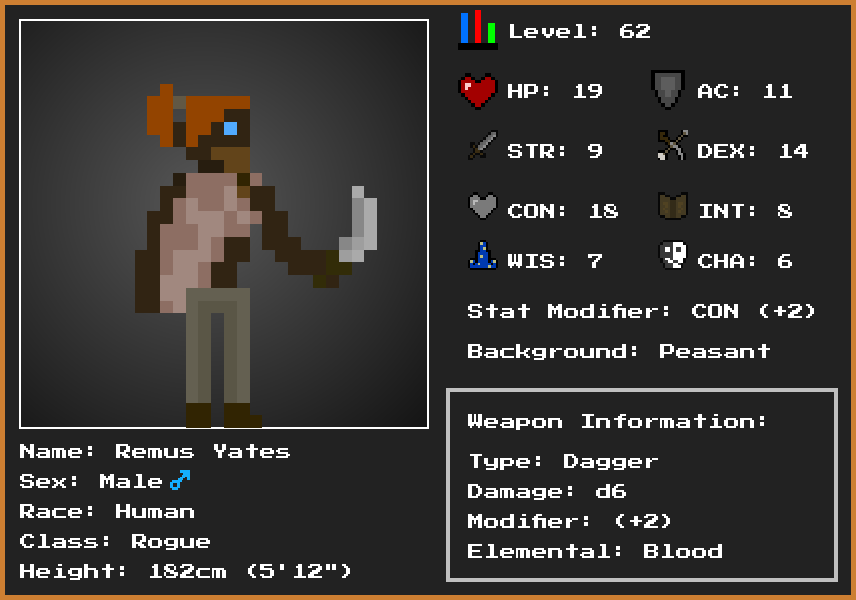 Level: 62
HP: 19 AC: 11
STR: 9 DEX: 14
CON: 18 INT: 8
WIS: 7 CHA: 6
Stat Modifier: CON (+2)
Background: Peasant
Weapon Information:
Type: Dagger
Damage: d6
Modifier: (+2)
Elemental: Blood
Name: Remus Yates
Sex: Male ♂
Race: Human
Class: Rogue
Height: 182cm (5'12")